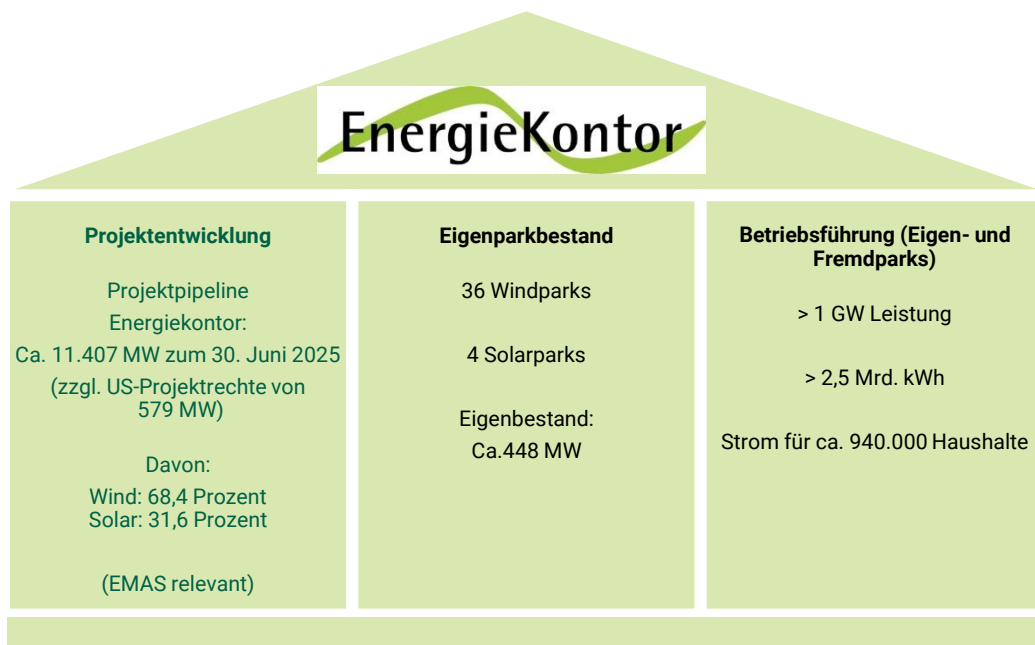 EnergieKontor
Projektentwicklung
Projektpipeline
Energiekontor:
Ca. 11.407 MW zum 30. Juni 2025
(zzgl. US-Projektrechte von
579 MW)
Davon:
Wind: 68,4 Prozent
Solar: 31,6 Prozent
(EMAS relevant)
Eigenparkbestand
36 Windparks
4 Solarparks
Eigenbestand:
Ca.448 MW
Betriebsführung (Eigen- und
Fremdparks)
> 1 GW Leistung
> 2,5 Mrd. kWh
Strom für ca. 940.000 Haushalte